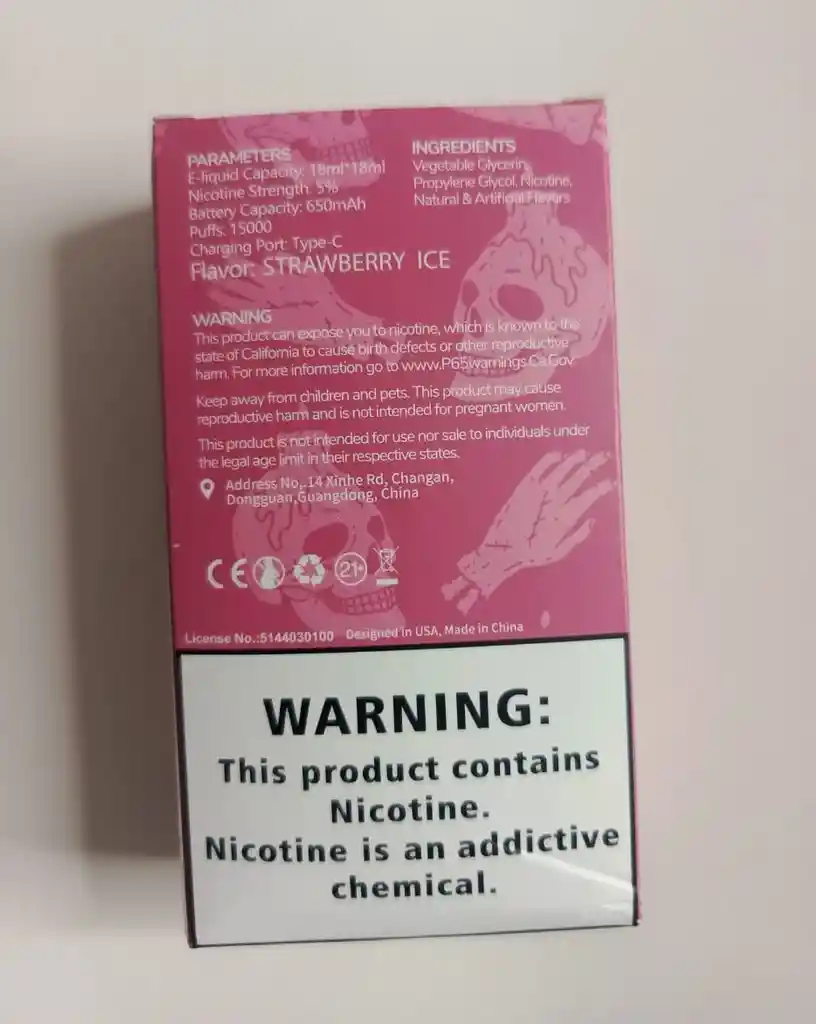 PARAMETERS
E-liquid Capacity: 18ml*18ml
Nicotine Strength: 5%
Battery Capacity: 650mAh
Puffs: 15000
Charging Port: Type-C
Flavor: STRAWBERRY ICE
INGREDIENTS
Vegetable Glycerin,
Propylene Glycol, Nicotine,
Natural & Artificial Flavors
WARNING
This product can expose you to nicotine, which is known to the
state of California to cause birth defects or other reproductive
harm. For more information go to www.P65warnings.Ca.Gov
Keep away from children and pets. This product may cause
reproductive harm and is not intended for pregnant women.
This product is not intended for use nor sale to individuals under
the legal age limit in their respective states.
Address No,.14 Xinhe Rd, Changan,
Dongguan,Guangdong, China
CE 21+
License No.:5144030100 Designed in USA, Made in China
WARNING:
This product contains
Nicotine.
Nicotine is an addictive
chemical.